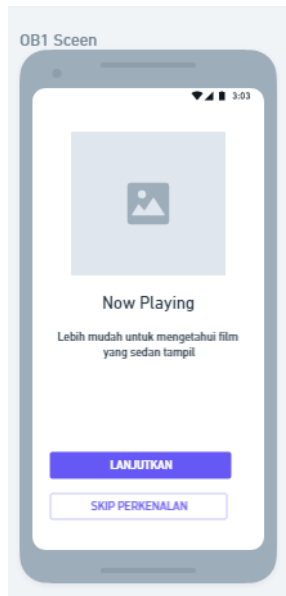 OB1 Sceen
3:03
Now Playing
Lebih mudah untuk mengetahui film
yang sedan tampil
LANJUTKAN
SKIP PERKENALAN